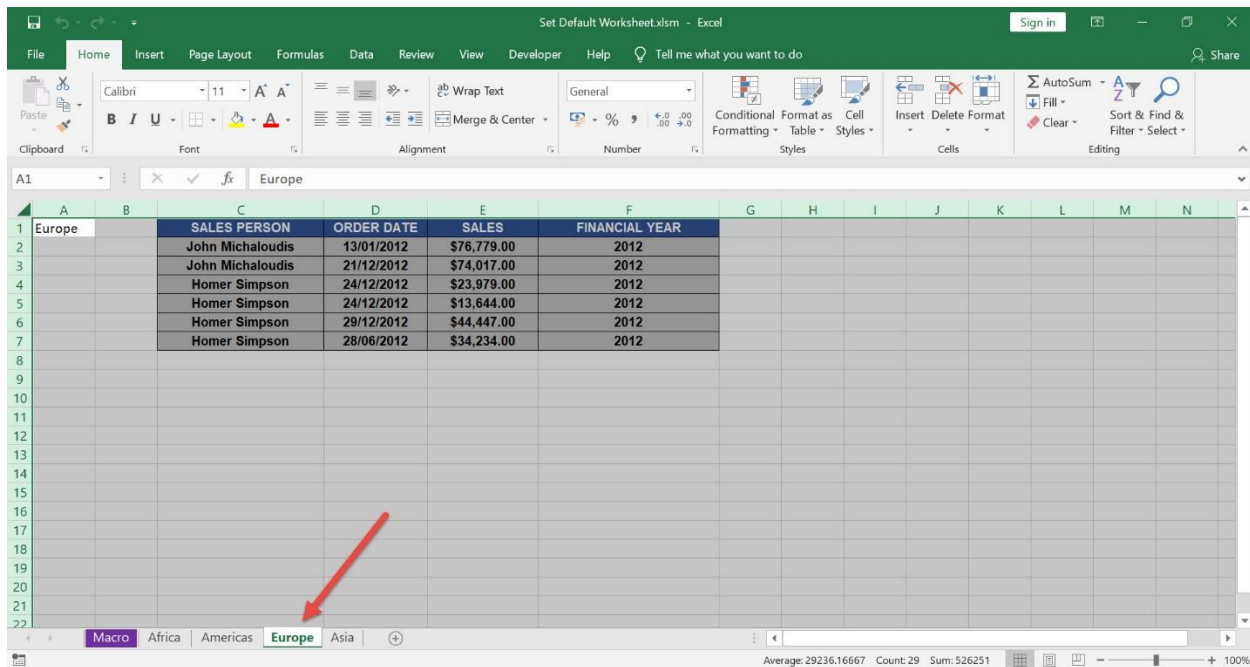 Set Default Worksheet.xlsm - Excel
Sign in
File Home Insert Page Layout Formulas Data Review View Developer Help Tell me what you want to do Share
Paste
Calibri 11 A A
B I U A
ab Wrap Text
Merge & Center
General
% , .0 .00 .00 .0
Conditional Formatting
Format as Table
Cell Styles
Insert Delete Format
AutoSum
Fill
Clear
Sort & Filter
Find & Select
Clipboard Font Alignment Number Styles Cells Editing
A1 fx Europe
A B C D E F G H I J K L M N
1 Europe SALES PERSON ORDER DATE SALES FINANCIAL YEAR
2 John Michaloudis 13/01/2012 $76,779.00 2012
3 John Michaloudis 21/12/2012 $74,017.00 2012
4 Homer Simpson 24/12/2012 $23,979.00 2012
5 Homer Simpson 24/12/2012 $13,644.00 2012
6 Homer Simpson 29/12/2012 $44,447.00 2012
7 Homer Simpson 28/06/2012 $34,234.00 2012
8
9
10
11
12
13
14
15
16
17
18
19
20
21
22
Macro Africa Americas Europe Asia
Average: 29236.16667 Count: 29 Sum: 526251 - + 100%